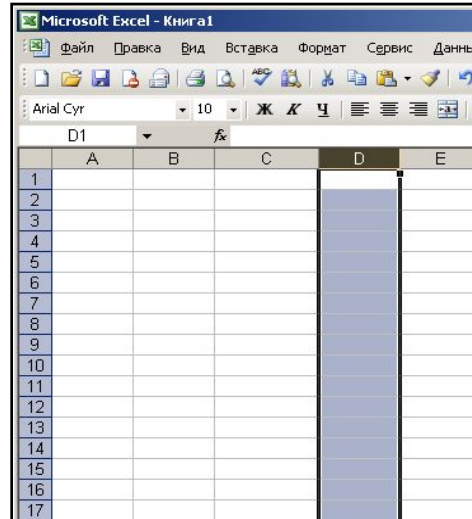 Microsoft Excel - Книга1
Файл Правка Вид Вставка Формат Сервис Данны
ABC
Arial Cyr 10 Ж К Ч a
D1 fx
A B C D E
1
2
3
4
5
6
7
8
9
10
11
12
13
14
15
16
17